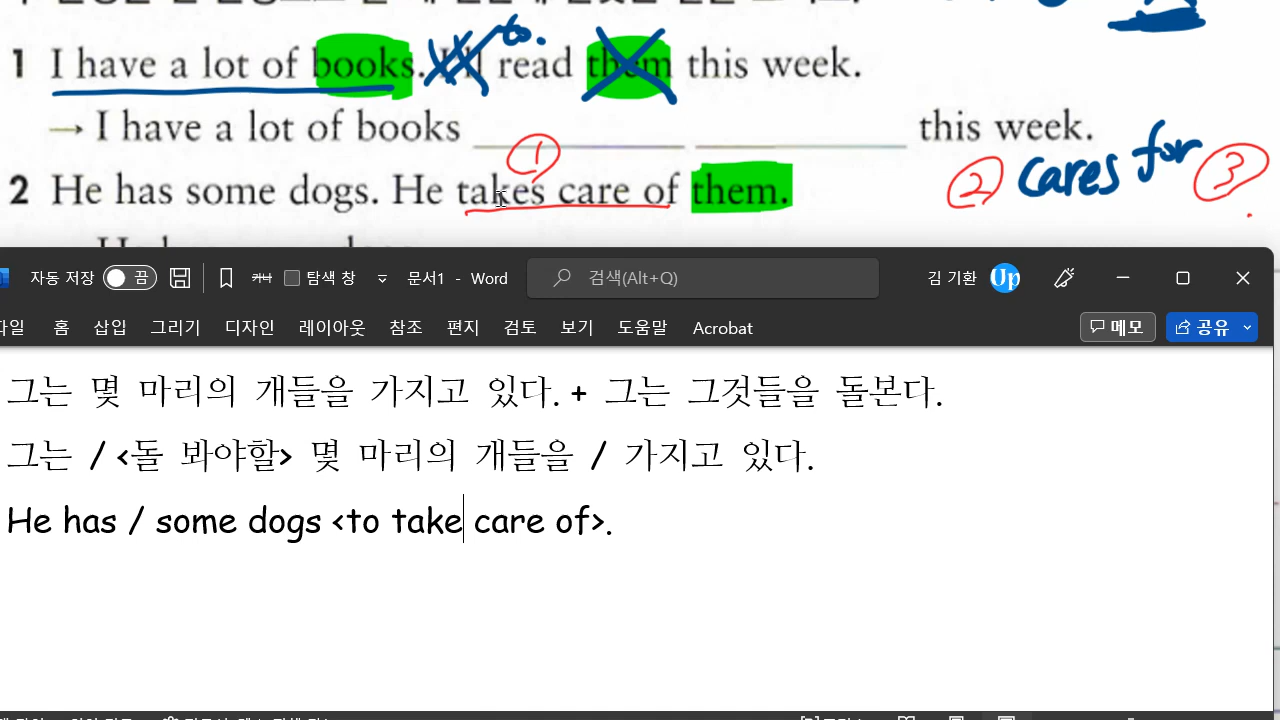 1 I have a lot of books. I'll read them this week.
to.
→ I have a lot of books ________ ________ this week.
①
2 He has some dogs. He takes care of them.
② cares for ③
자동 저장 끔 가나 탐색 창 문서1 - Word 검색(Alt+Q) 김 기환 Up
파일 홈 삽입 그리기 디자인 레이아웃 참조 편지 검토 보기 도움말 Acrobat 메모 공유
그는 몇 마리의 개들을 가지고 있다. + 그는 그것들을 돌본다.
그는 / <돌 봐야할> 몇 마리의 개들을 / 가지고 있다.
He has / some dogs <to take care of>.